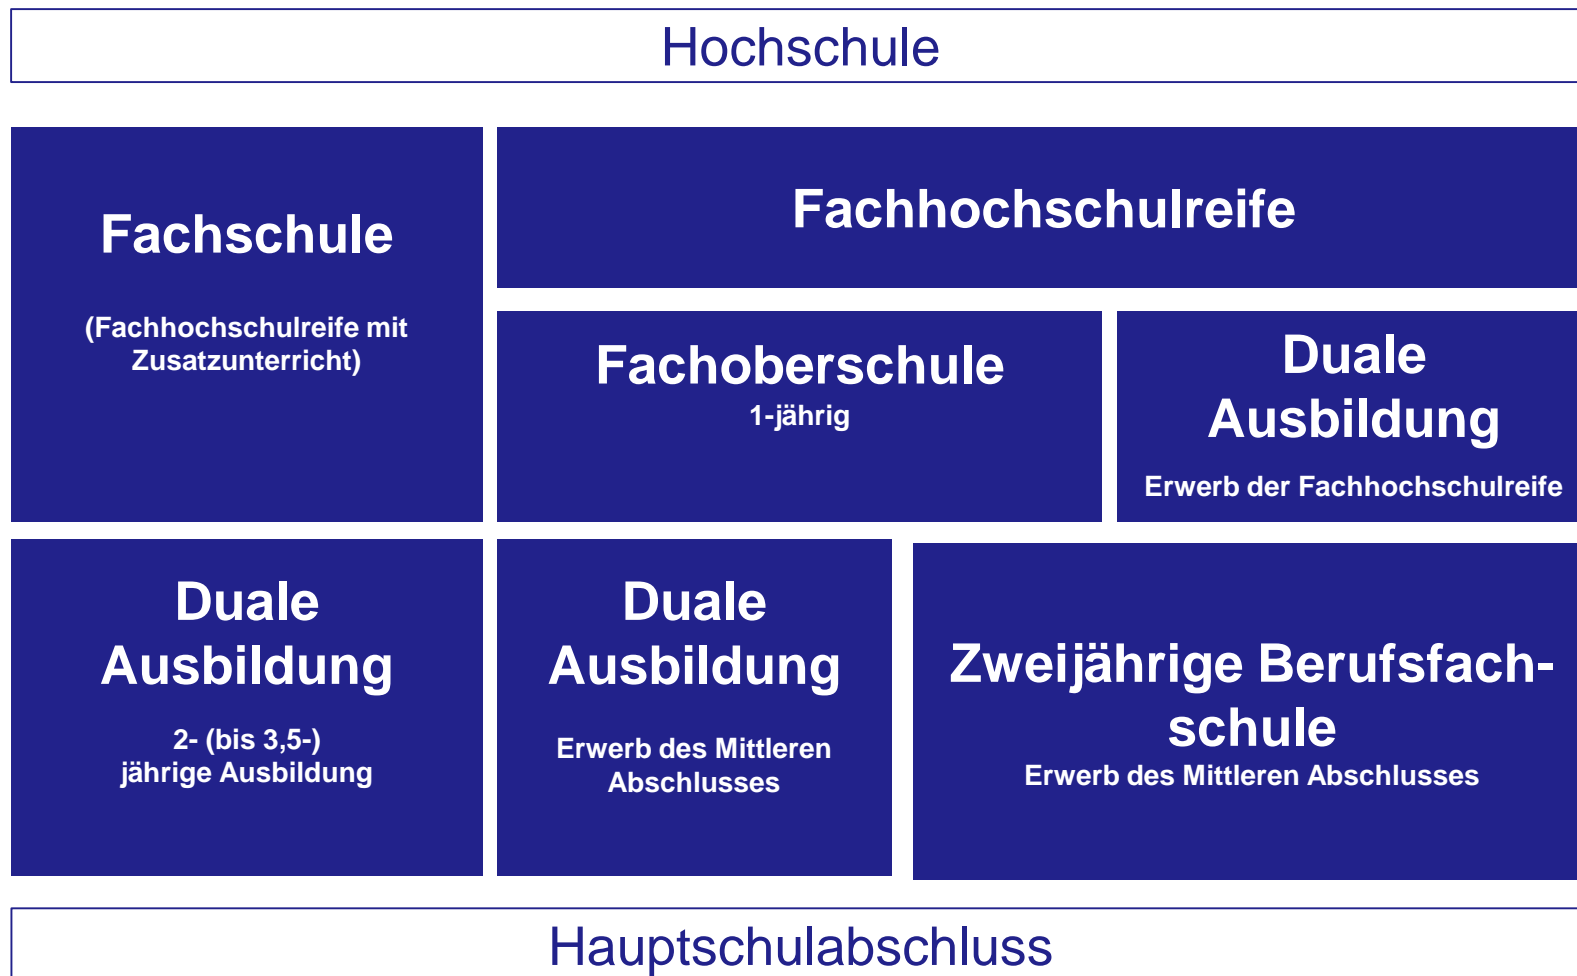 Hochschule
Fachschule
(Fachhochschulreife mit
Zusatzunterricht)
Fachhochschulreife
Fachoberschule
1-jährig
Duale
Ausbildung
Erwerb der Fachhochschulreife
Duale
Ausbildung
2- (bis 3,5-)
jährige Ausbildung
Duale
Ausbildung
Erwerb des Mittleren
Abschlusses
Zweijährige Berufsfach-
schule
Erwerb des Mittleren Abschlusses
Hauptschulabschluss